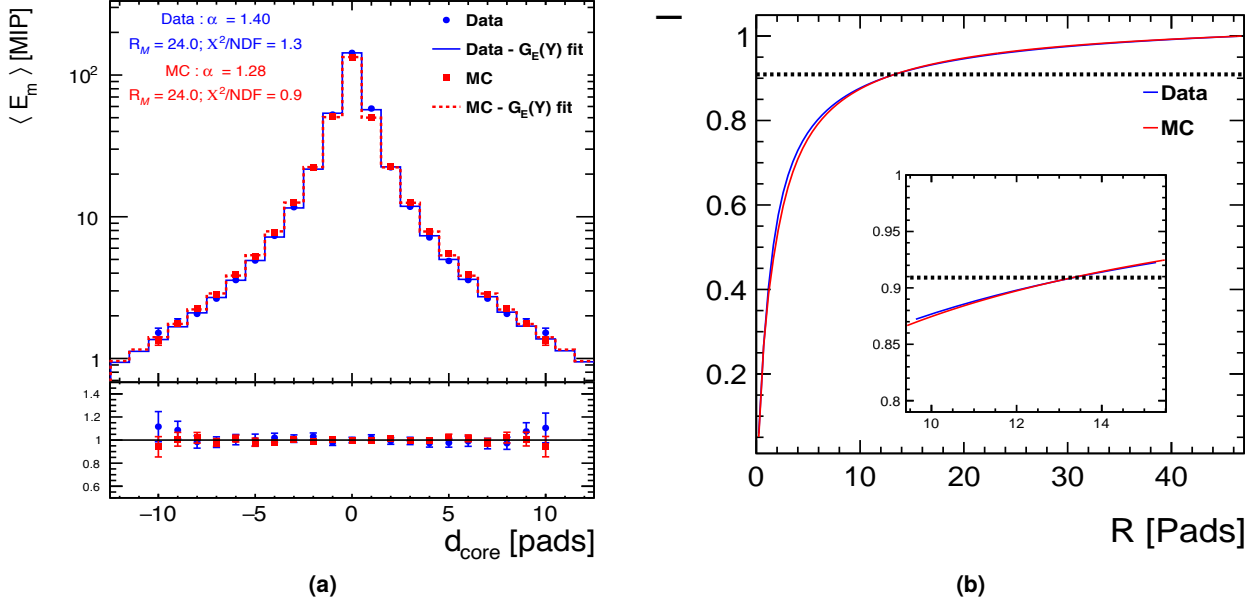 ⟨ E_m ⟩ [MIP]
Data : α = 1.40
R_M = 24.0; X²/NDF = 1.3
MC : α = 1.28
R_M = 24.0; X²/NDF = 0.9
Data
Data - G_E(Y) fit
MC
MC - G_E(Y) fit
10²
10
1
1.4
1.2
1
0.8
0.6
−10 −5 0 5 10
d_core [pads]
(a)
I
1
0.8
0.6
0.4
0.2
Data
MC
1
0.95
0.9
0.85
0.8
10 12 14
0 10 20 30 40
R [Pads]
(b)